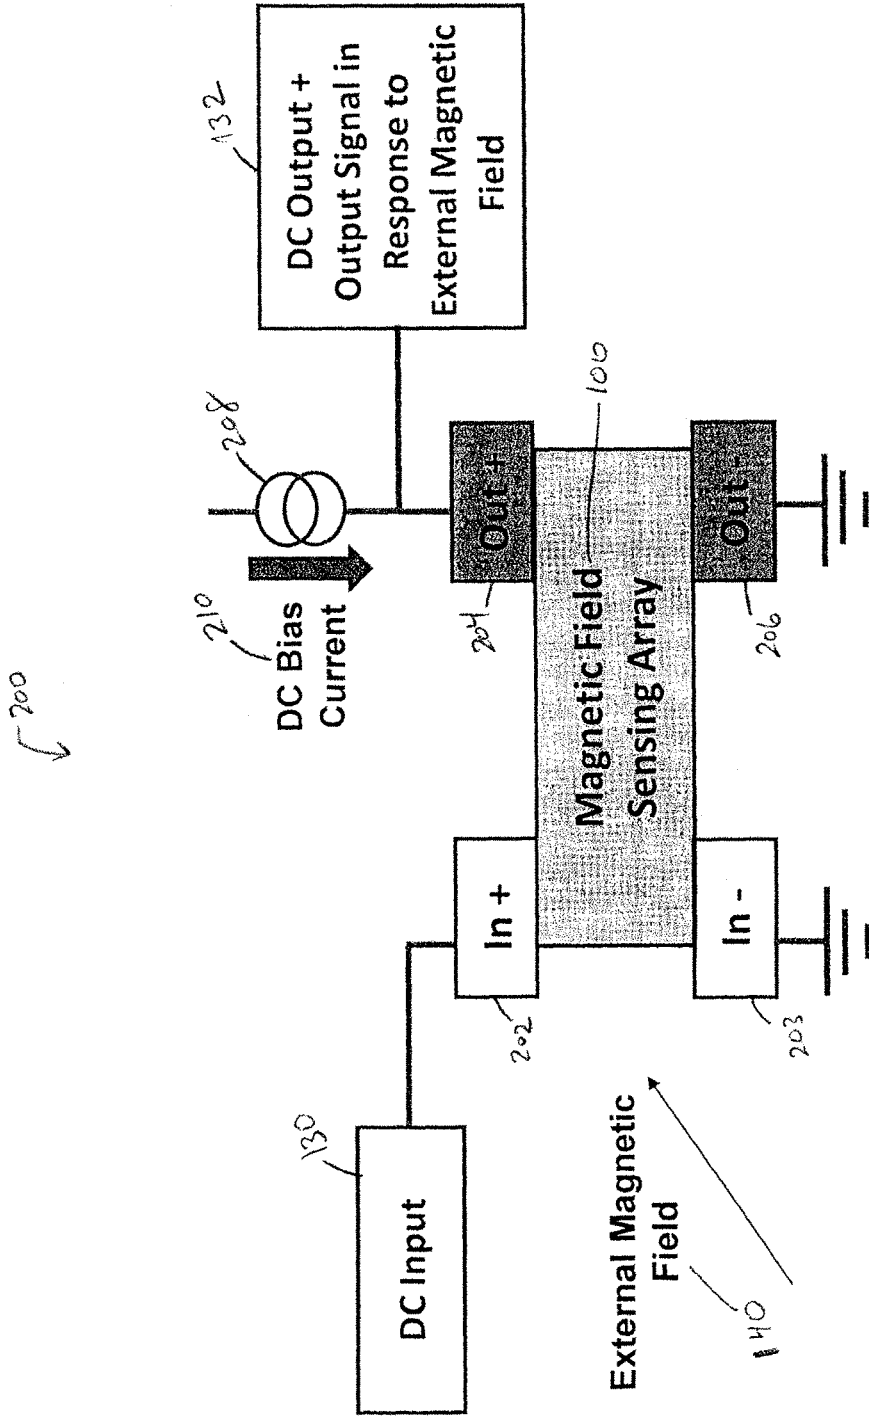 200
210
DC Bias
Current
208
132
DC Output +
Output Signal in
Response to
External Magnetic
Field
130
DC Input
202
In +
204
Out +
Magnetic Field
Sensing Array
100
203
In -
206
Out -
External Magnetic
Field
140